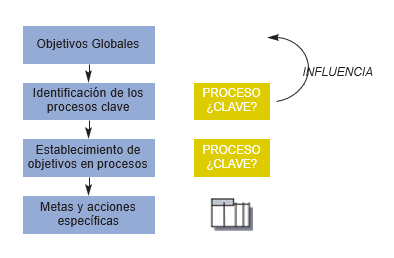 Objetivos Globales
INFLUENCIA
Identificación de los
procesos clave
PROCESO
¿CLAVE?
Establecimiento de
objetivos en procesos
PROCESO
¿CLAVE?
Metas y acciones
específicas